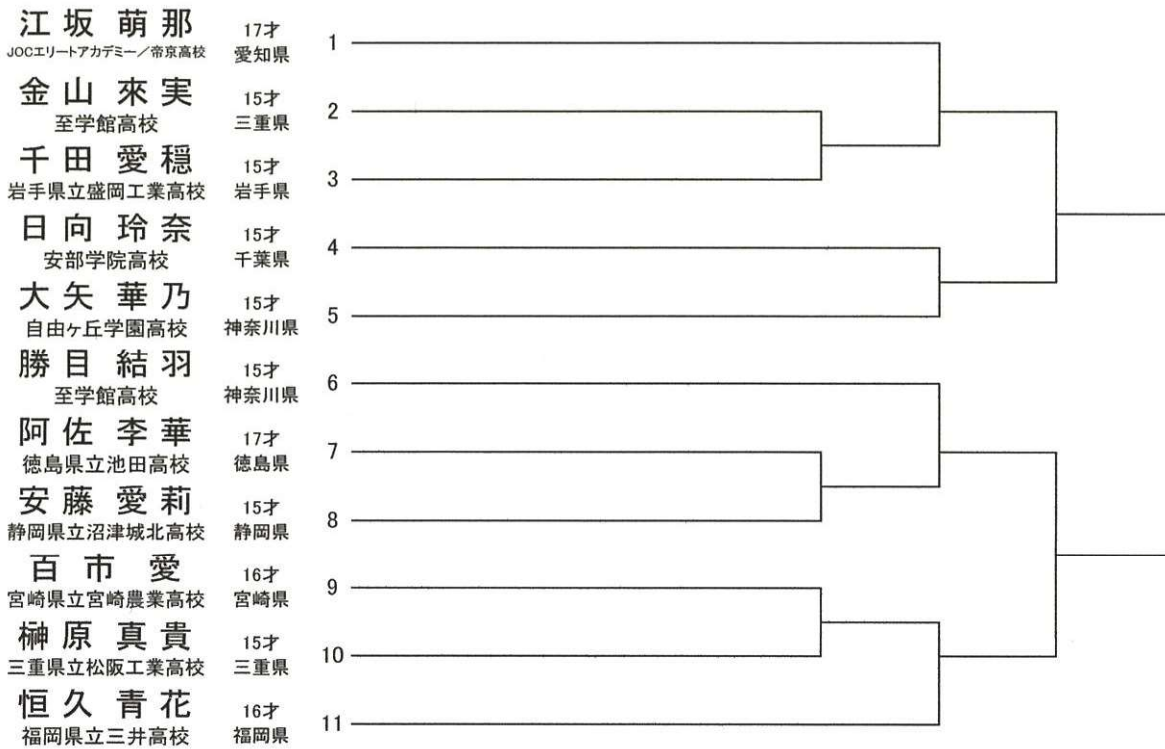 江坂 萌那 17才
JOCエリートアカデミー／帝京高校 愛知県 1
金山 來実 15才
至学館高校 三重県 2
千田 愛穏 15才
岩手県立盛岡工業高校 岩手県 3
日向 玲奈 15才
安部学院高校 千葉県 4
大矢 華乃 15才
自由ヶ丘学園高校 神奈川県 5
勝目 結羽 15才
至学館高校 神奈川県 6
阿佐 李華 17才
徳島県立池田高校 徳島県 7
安藤 愛莉 15才
静岡県立沼津城北高校 静岡県 8
百市 愛 16才
宮崎県立宮崎農業高校 宮崎県 9
榊原 真貴 15才
三重県立松阪工業高校 三重県 10
恒久 青花 16才
福岡県立三井高校 福岡県 11